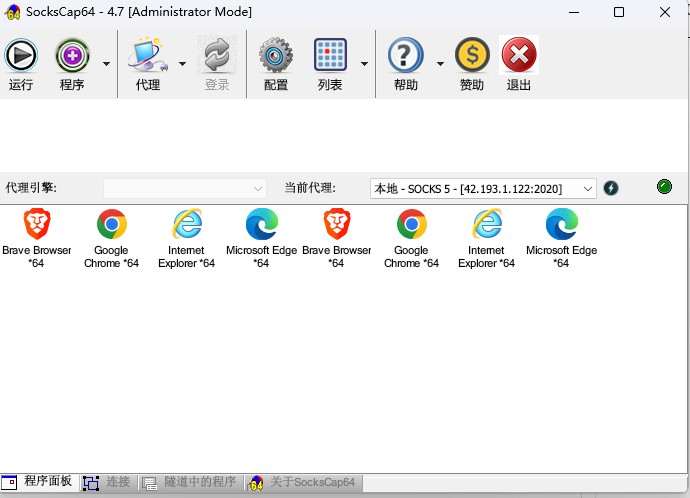 SocksCap64 - 4.7 [Administrator Mode]
运行 程序 代理 登录 配置 列表 帮助 赞助 退出
代理引擎: 当前代理: 本地 - SOCKS 5 - [42.193.1.122:2020]
Brave Browser *64
Google Chrome *64
Internet Explorer *64
Microsoft Edge *64
Brave Browser *64
Google Chrome *64
Internet Explorer *64
Microsoft Edge *64
程序面板 连接 隧道中的程序 64 关于SocksCap64